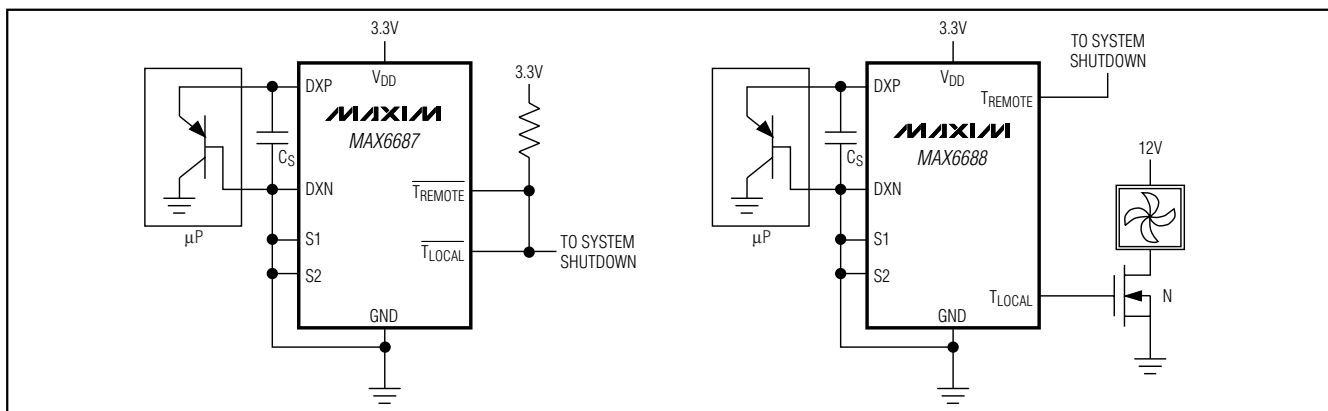 3.3V
VDD
DXP
MAXIM
MAX6687
CS
DXN
S1
S2
GND
µP
3.3V
TREMOTE
TLOCAL
TO SYSTEM
SHUTDOWN
3.3V
VDD
DXP
MAXIM
MAX6688
CS
DXN
S1
S2
GND
µP
TREMOTE
TO SYSTEM
SHUTDOWN
12V
TLOCAL
N